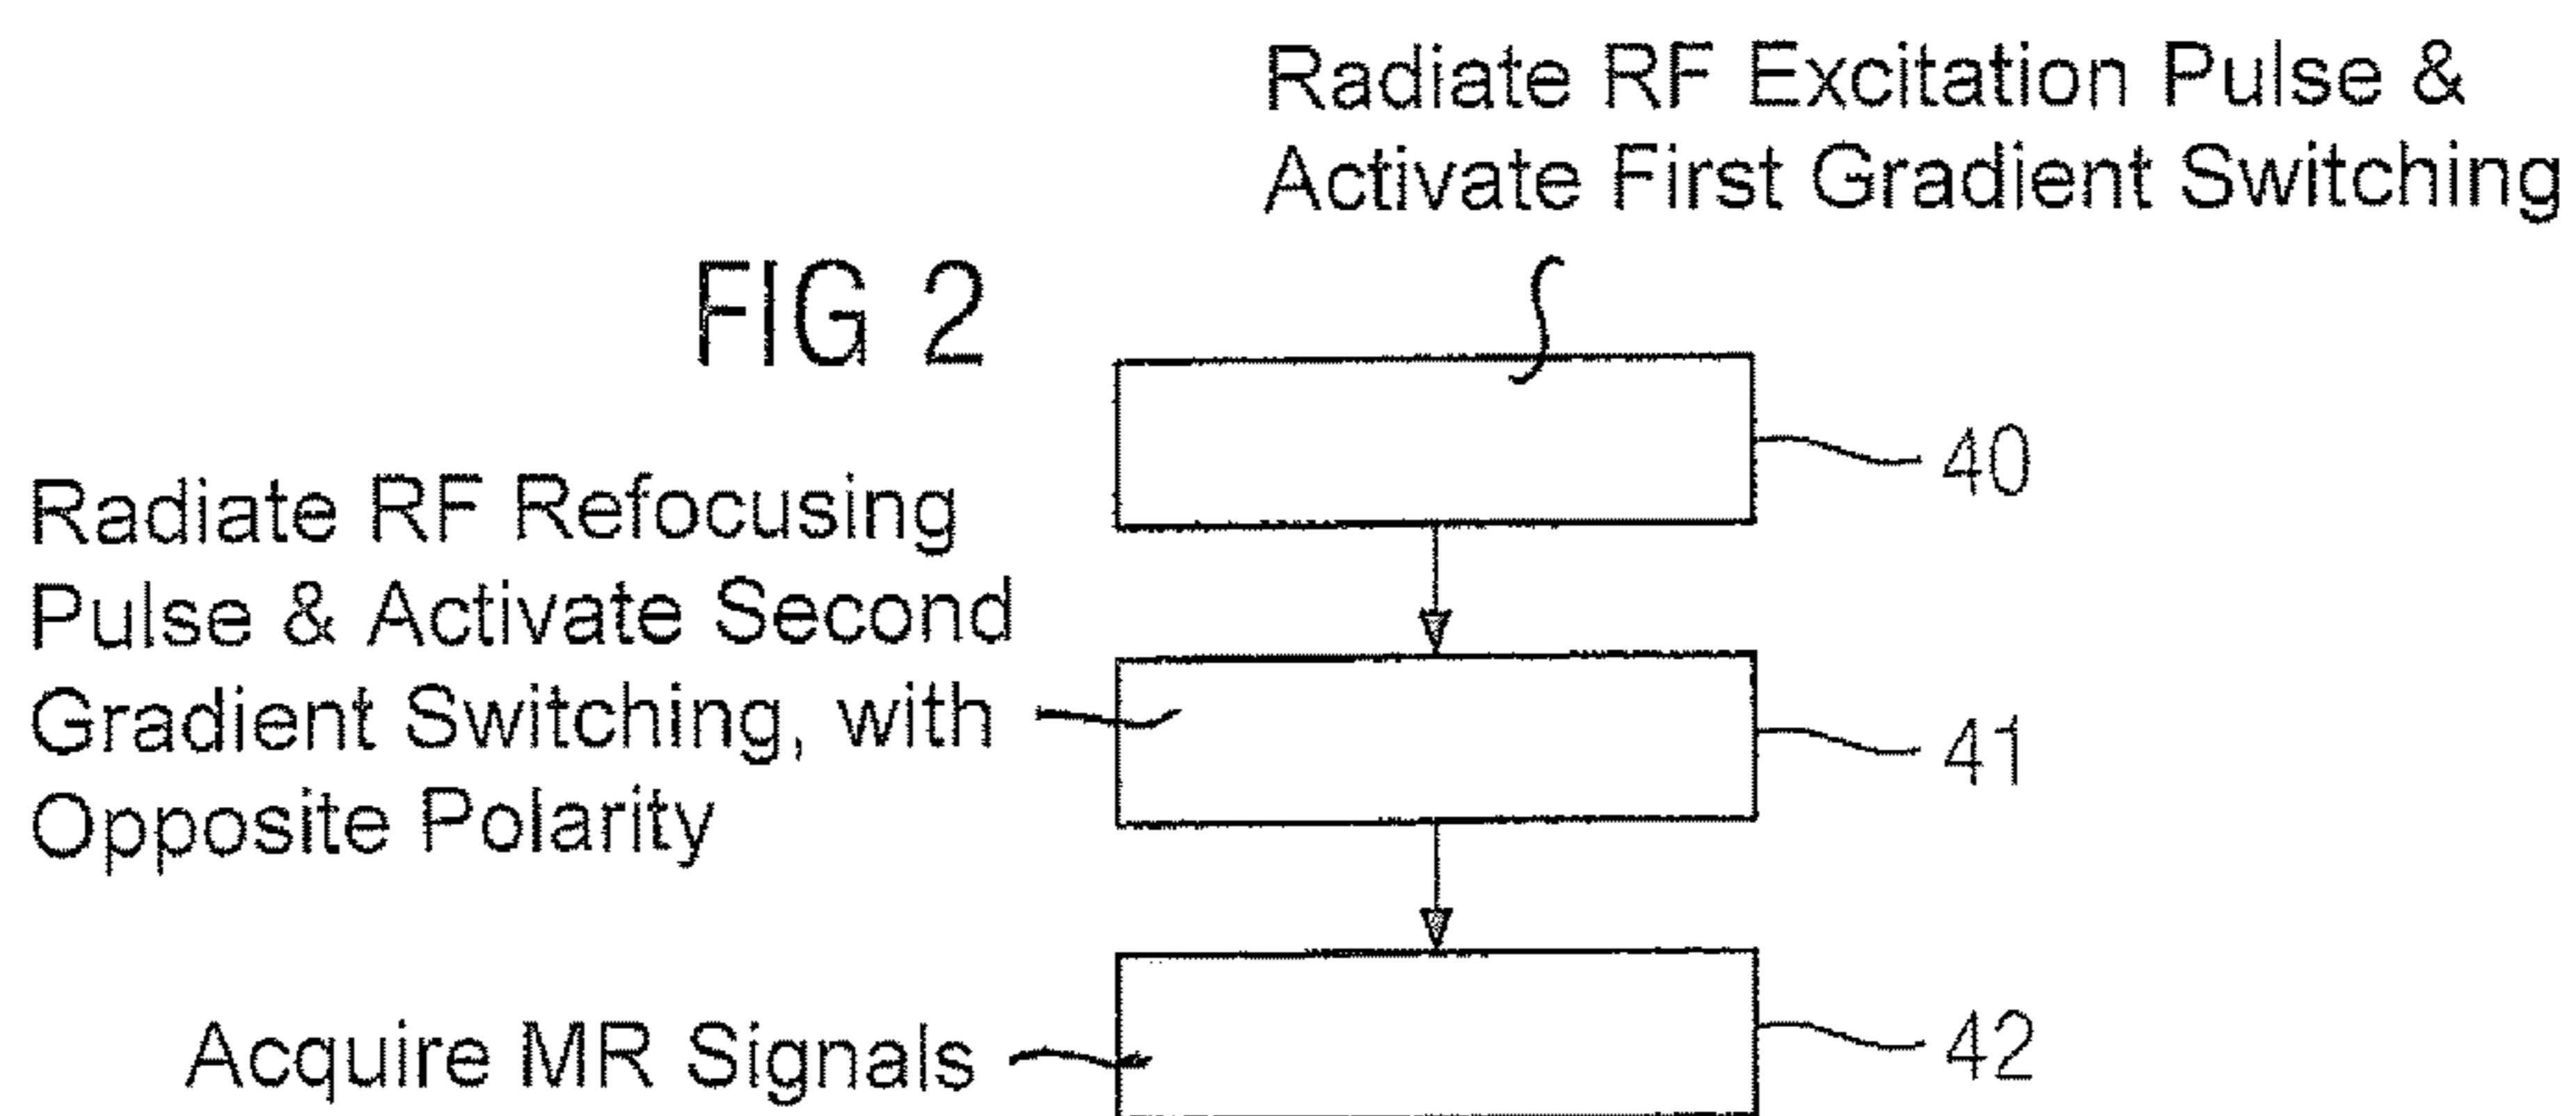 Radiate RF Excitation Pulse &
Activate First Gradient Switching
FIG 2
40
Radiate RF Refocusing
Pulse & Activate Second
Gradient Switching, with
Opposite Polarity
41
Acquire MR Signals
42